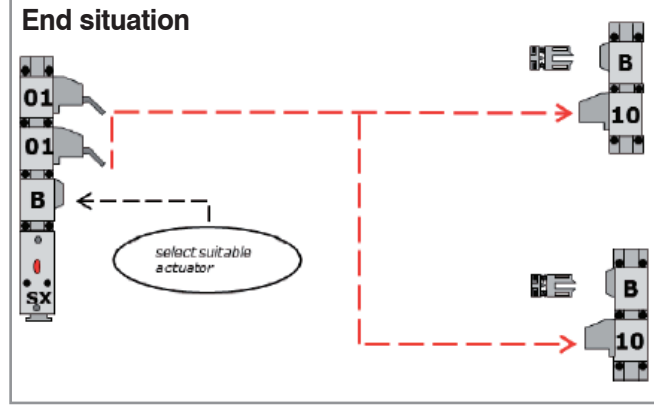 End situation
01
01
B
SX
select suitable
actuator
B
10
B
10